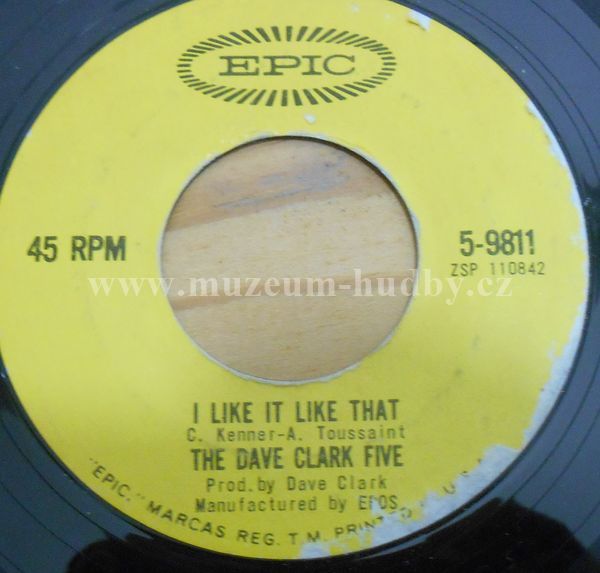 EPIC
45 RPM
5-9811
ZSP 110842
www.muzeum-hudby.cz
I LIKE IT LIKE THAT
C. Kenner-A. Toussaint
THE DAVE CLARK FIVE
Prod. by Dave Clark
Manufactured by EPOS
"EPIC," MARCAS REG. T.M. PRINTED U.S.A.